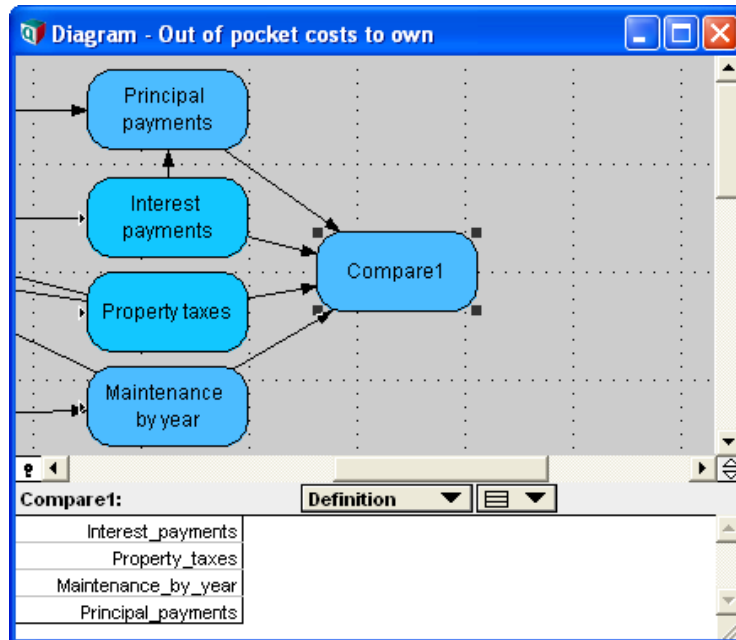 Diagram - Out of pocket costs to own
Principal
payments
Interest
payments
Compare1
Property taxes
Maintenance
by year
Compare1:
Definition
Interest_payments
Property_taxes
Maintenance_by_year
Principal_payments